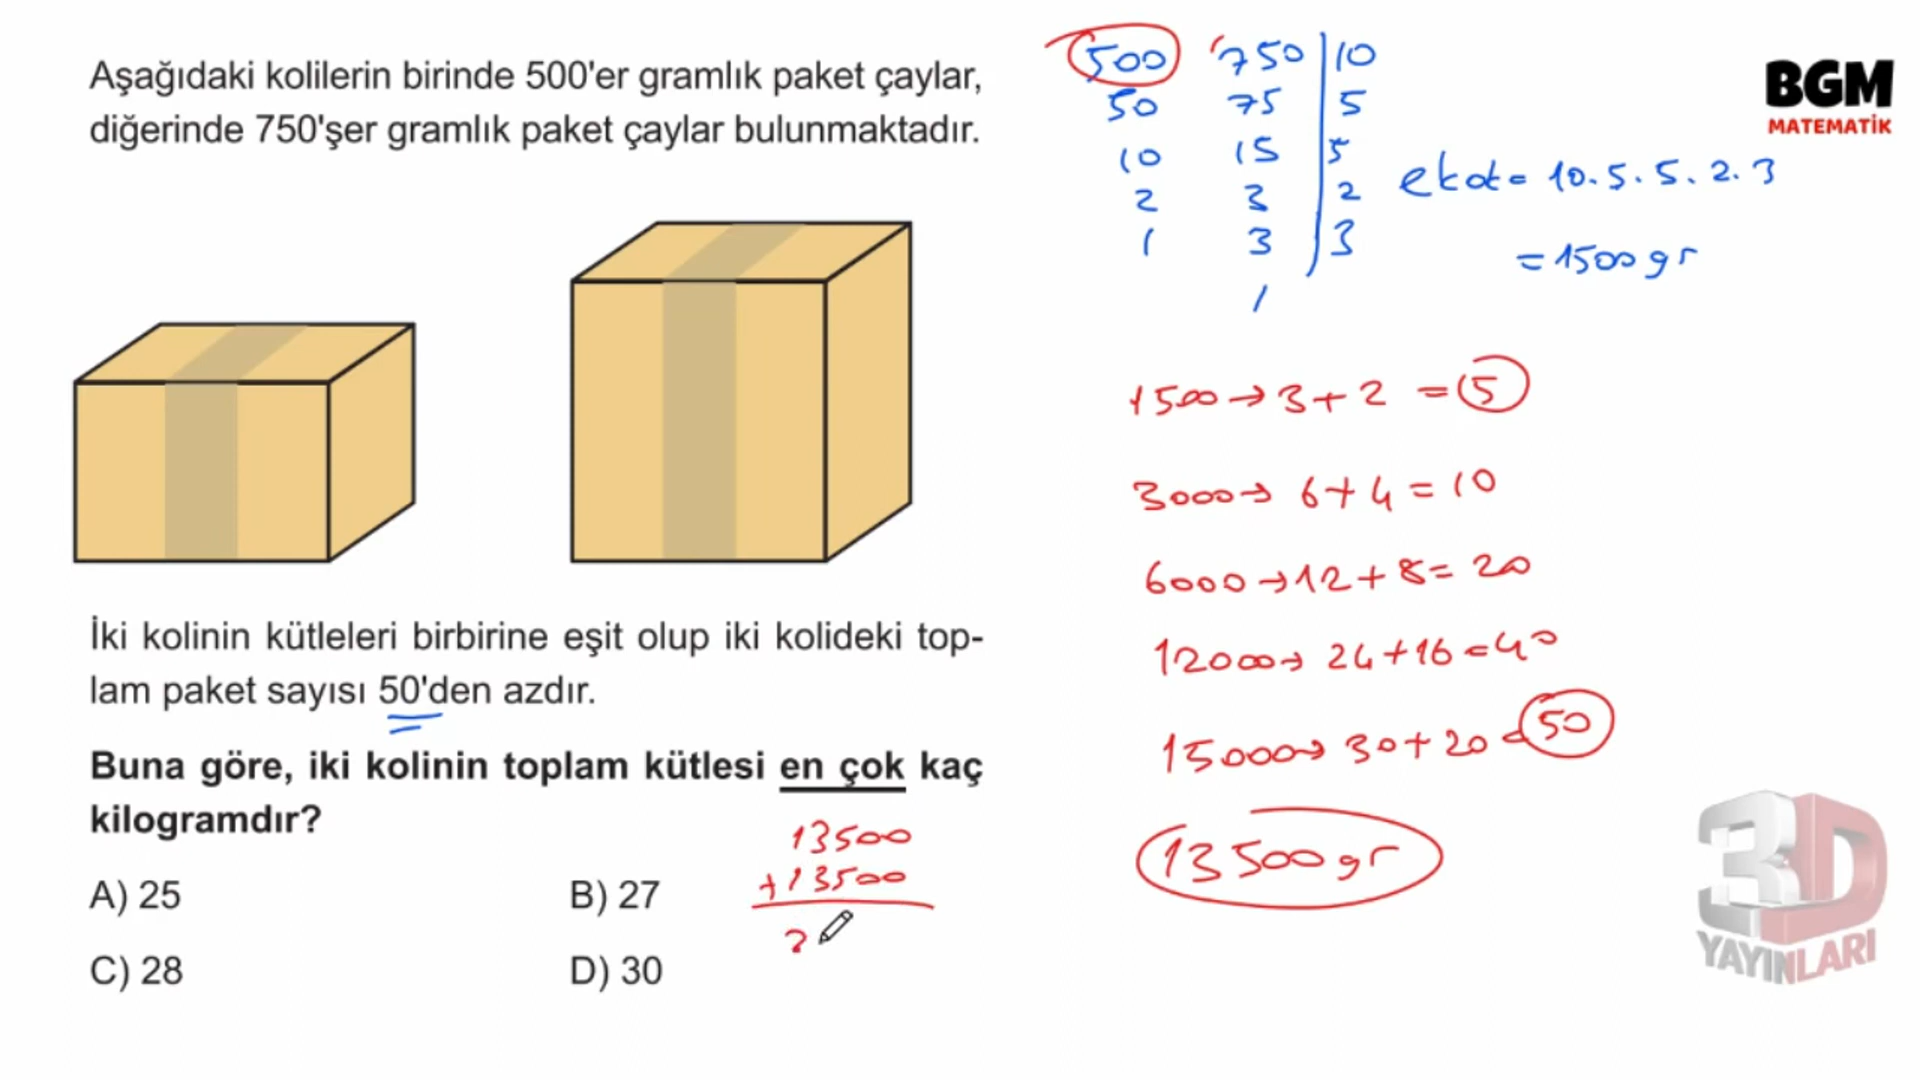 Aşağıdaki kolilerin birinde 500'er gramlık paket çaylar,
diğerinde 750'şer gramlık paket çaylar bulunmaktadır.
İki kolinin kütleleri birbirine eşit olup iki kolideki top-
lam paket sayısı 50'den azdır.
Buna göre, iki kolinin toplam kütlesi en çok kaç
kilogramdır?
A) 25
B) 27
C) 28
D) 30
13500
+13500
2
500 750 | 10
50 75 | 5
10 15 | 5
2 3 | 2
1 3 | 3
1
ekok = 10.5.5.2.3
= 1500gr
1500 → 3+2 = 5
3000 → 6+4 = 10
6000 → 12+8 = 20
12000 → 24+16 = 40
15000 → 30+20 = 50
13500gr
BGM
MATEMATİK
3D
YAYINLARI